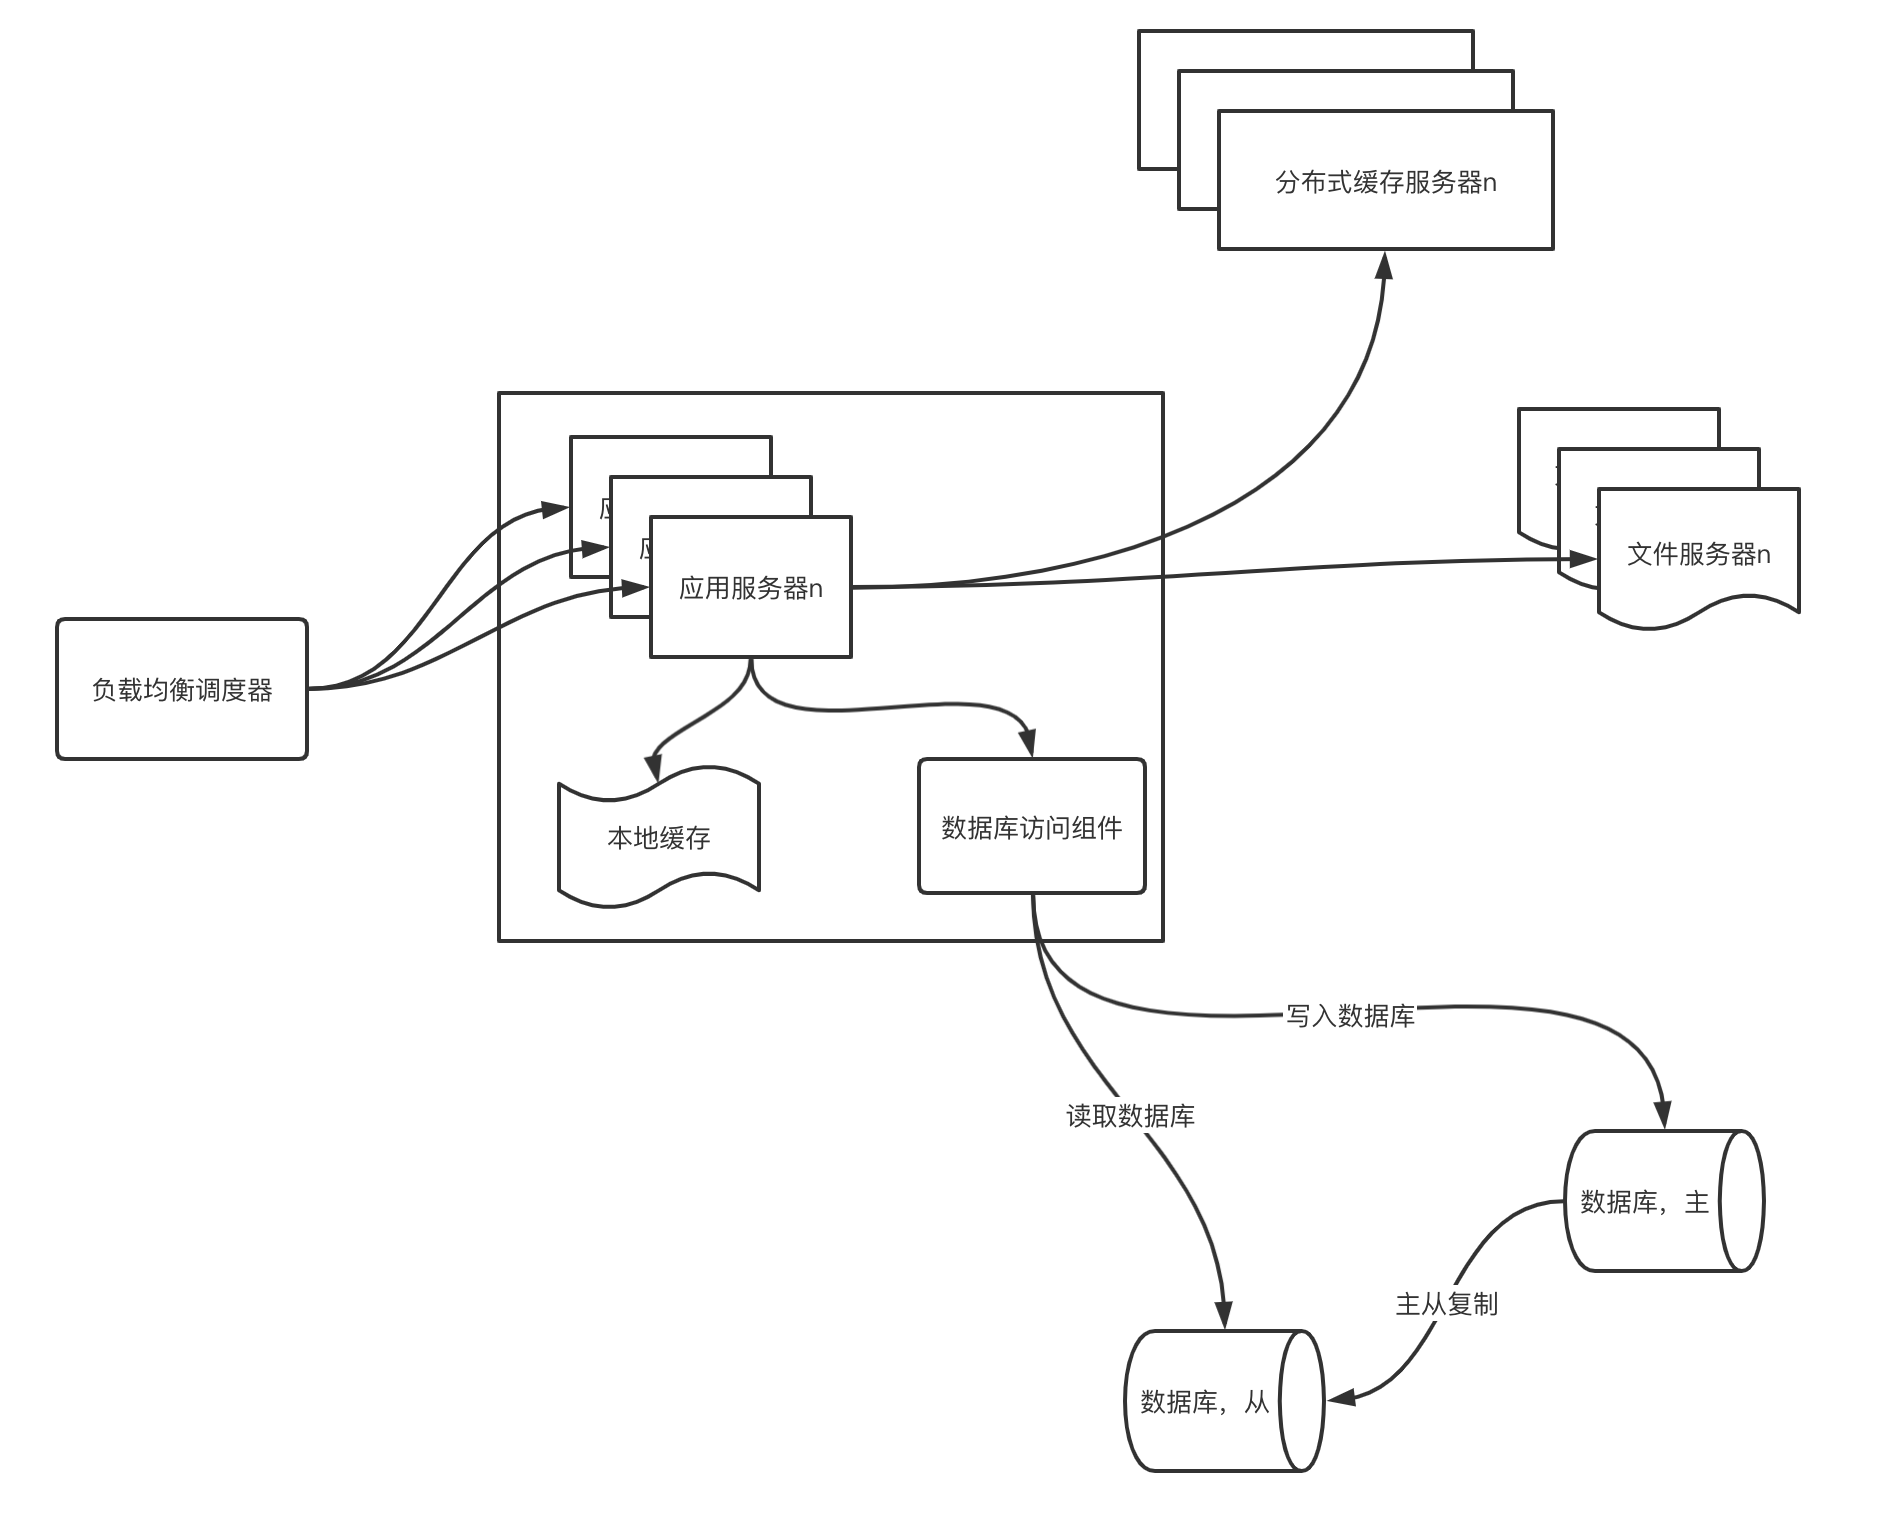 分布式缓存服务器n
应
应
应用服务器n
文件服务器n
负载均衡调度器
本地缓存
数据库访问组件
写入数据库
读取数据库
数据库，主
主从复制
数据库，从